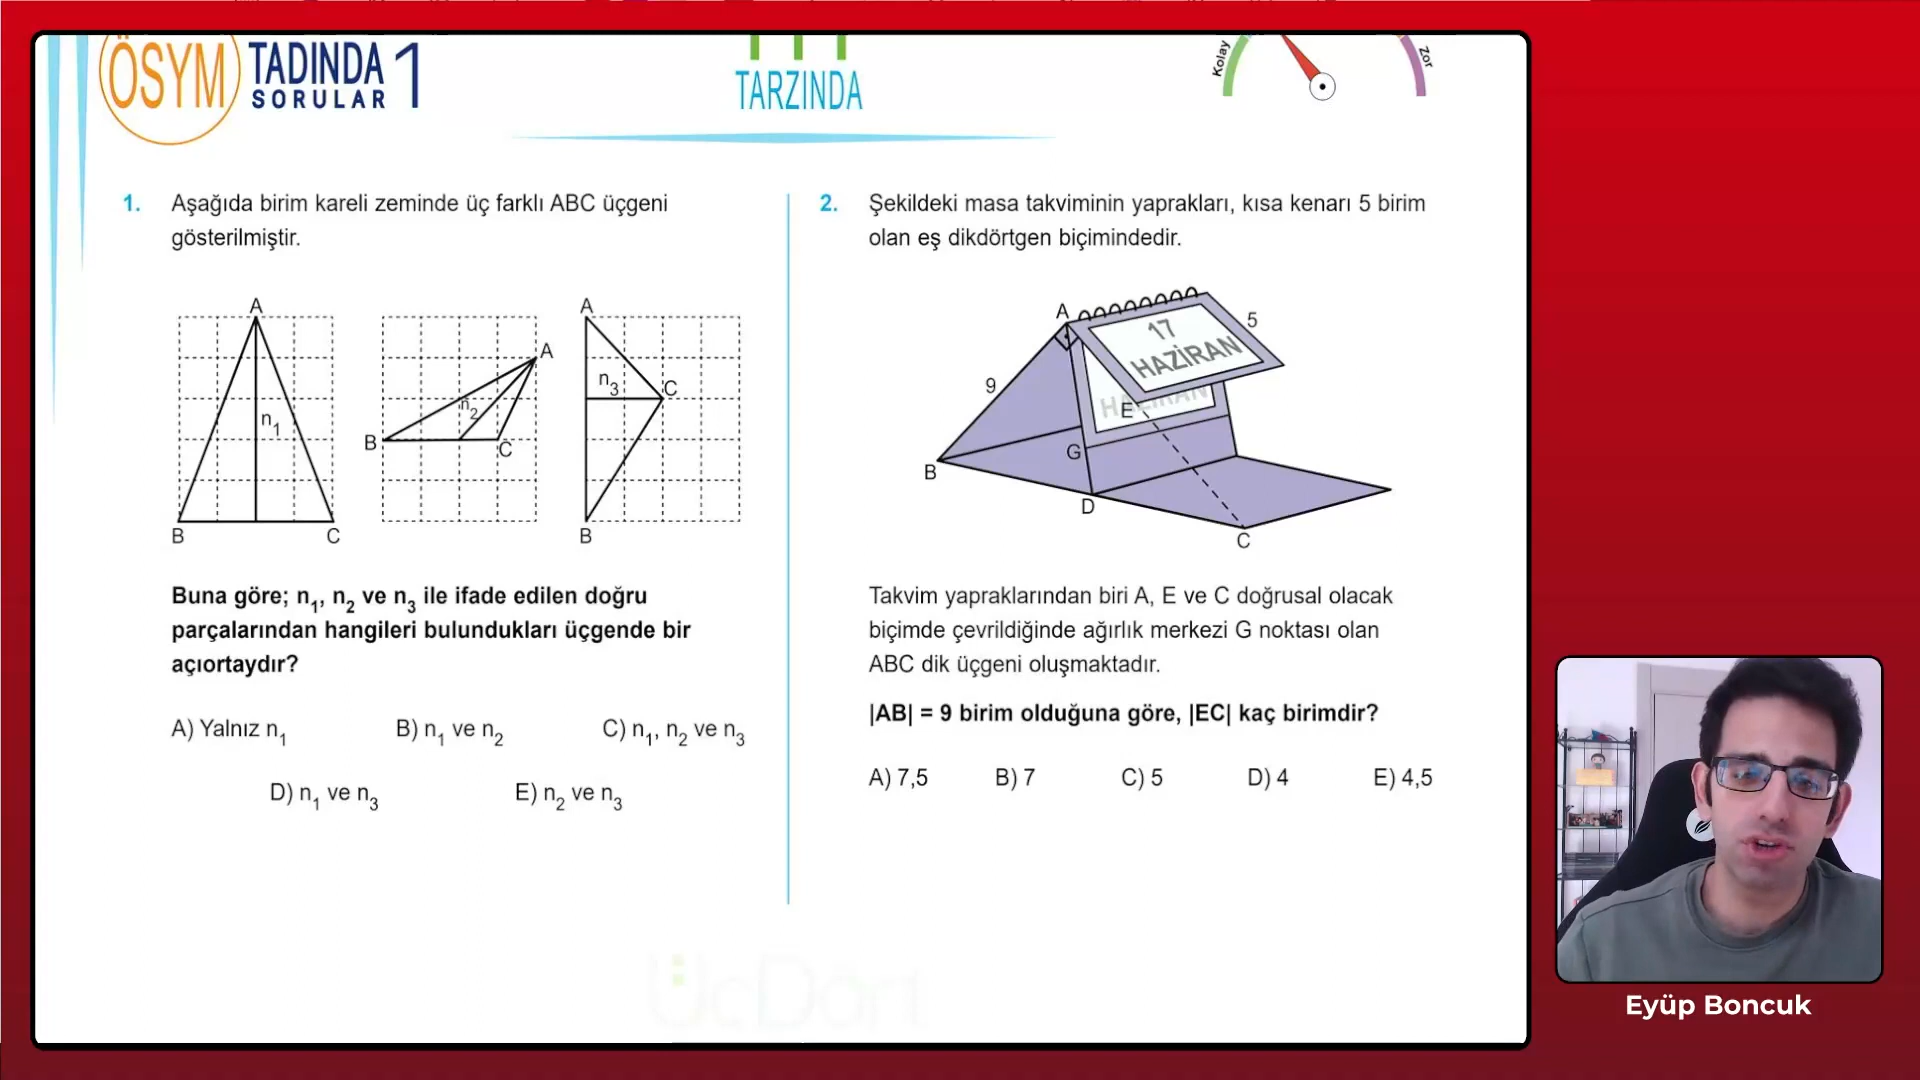 ÖSYM TADINDA SORULAR 1
TARZINDA
Kolay
Zor
1. Aşağıda birim kareli zeminde üç farklı ABC üçgeni
gösterilmiştir.
A
n1
B
C
A
n2
B
C
A
n3
C
B
Buna göre; n1, n2 ve n3 ile ifade edilen doğru
parçalarından hangileri bulundukları üçgende bir
açıortaydır?
A) Yalnız n1
B) n1 ve n2
C) n1, n2 ve n3
D) n1 ve n3
E) n2 ve n3
2. Şekildeki masa takviminin yaprakları, kısa kenarı 5 birim
olan eş dikdörtgen biçimindedir.
A
5
17
HAZİRAN
9
HAZİRAN
E
G
B
D
C
Takvim yapraklarından biri A, E ve C doğrusal olacak
biçimde çevrildiğinde ağırlık merkezi G noktası olan
ABC dik üçgeni oluşmaktadır.
|AB| = 9 birim olduğuna göre, |EC| kaç birimdir?
A) 7,5
B) 7
C) 5
D) 4
E) 4,5
ÜçDört
Eyüp Boncuk